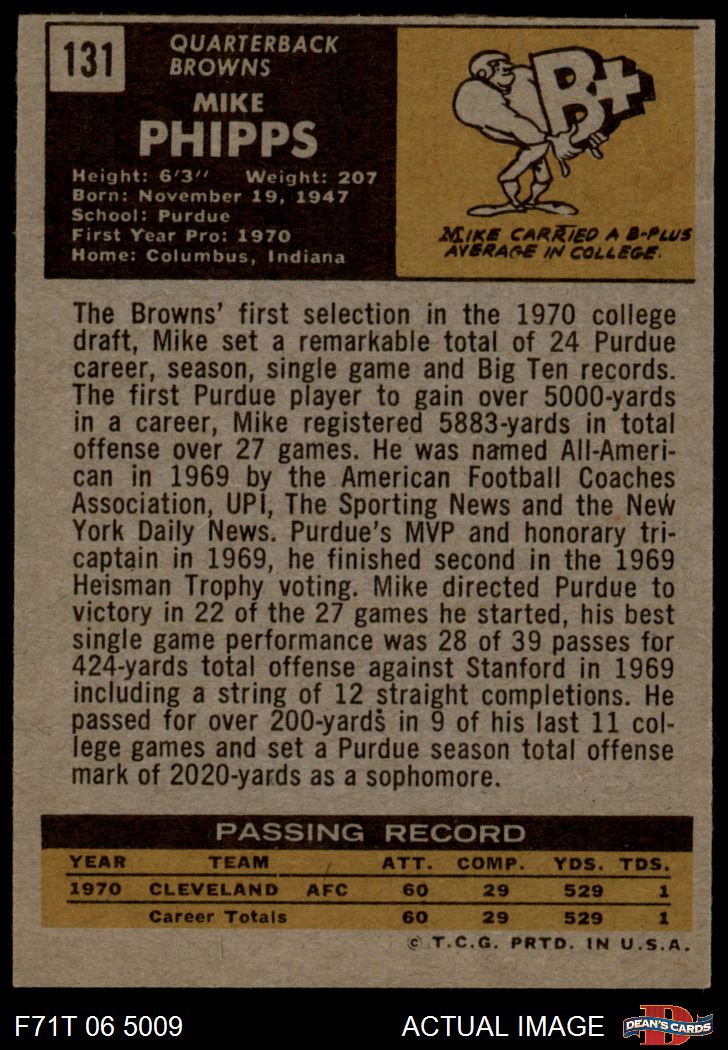 131
QUARTERBACK
BROWNS
MIKE
PHIPPS
Height: 6'3" Weight: 207
Born: November 19, 1947
School: Purdue
First Year Pro: 1970
Home: Columbus, Indiana
B+
MIKE CARRIED A B-PLUS
AVERAGE IN COLLEGE.
The Browns' first selection in the 1970 college
draft, Mike set a remarkable total of 24 Purdue
career, season, single game and Big Ten records.
The first Purdue player to gain over 5000-yards
in a career, Mike registered 5883-yards in total
offense over 27 games. He was named All-Ameri-
can in 1969 by the American Football Coaches
Association, UPI, The Sporting News and the New
York Daily News. Purdue's MVP and honorary tri-
captain in 1969, he finished second in the 1969
Heisman Trophy voting. Mike directed Purdue to
victory in 22 of the 27 games he started, his best
single game performance was 28 of 39 passes for
424-yards total offense against Stanford in 1969
including a string of 12 straight completions. He
passed for over 200-yards in 9 of his last 11 col-
lege games and set a Purdue season total offense
mark of 2020-yards as a sophomore.
PASSING RECORD
YEAR TEAM ATT. COMP. YDS. TDS.
1970 CLEVELAND AFC 60 29 529 1
Career Totals 60 29 529 1
© T.C.G. PRTD. IN U.S.A.
F71T 06 5009 ACTUAL IMAGE
D
DEAN'S CARDS